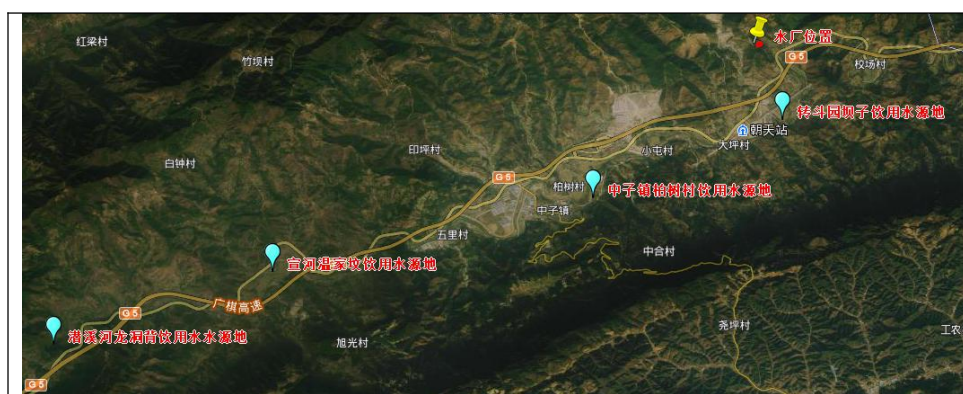 红梁村
水厂位置
竹坝村
G5
校场村
转斗园坝子饮用水源地
朝天站
大坪村
印坪村
小屯村
白钟村
G5
柏树村
中子镇柏树村饮用水源地
中子镇
五里村
中合村
宣河温家坟饮用水源地
广棋高速
G5
潜溪河龙洞背饮用水水源地
尧坪村
工农
旭光村
G5